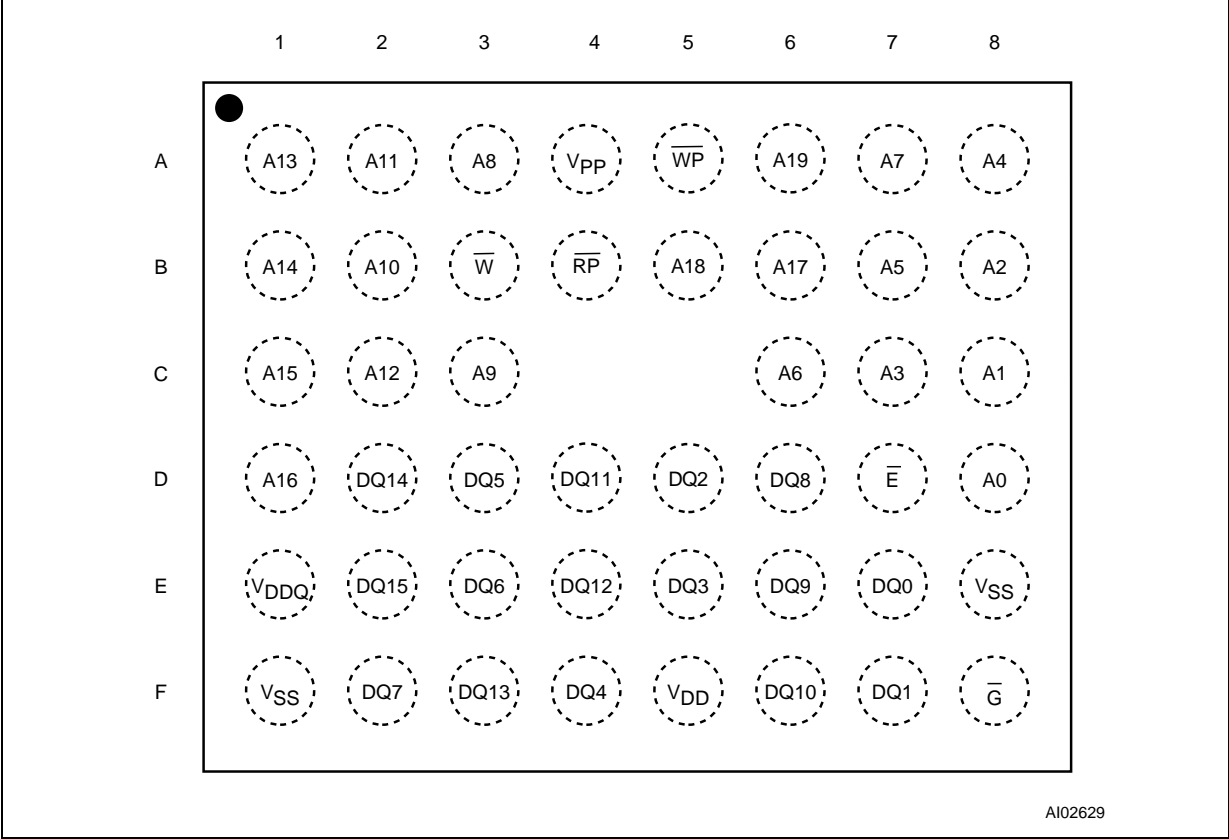 1 2 3 4 5 6 7 8
A A13 A11 A8 VPP W̅P̅ A19 A7 A4
B A14 A10 W̅ R̅P̅ A18 A17 A5 A2
C A15 A12 A9 A6 A3 A1
D A16 DQ14 DQ5 DQ11 DQ2 DQ8 E̅ A0
E VDDQ DQ15 DQ6 DQ12 DQ3 DQ9 DQ0 VSS
F VSS DQ7 DQ13 DQ4 VDD DQ10 DQ1 G̅
AI02629